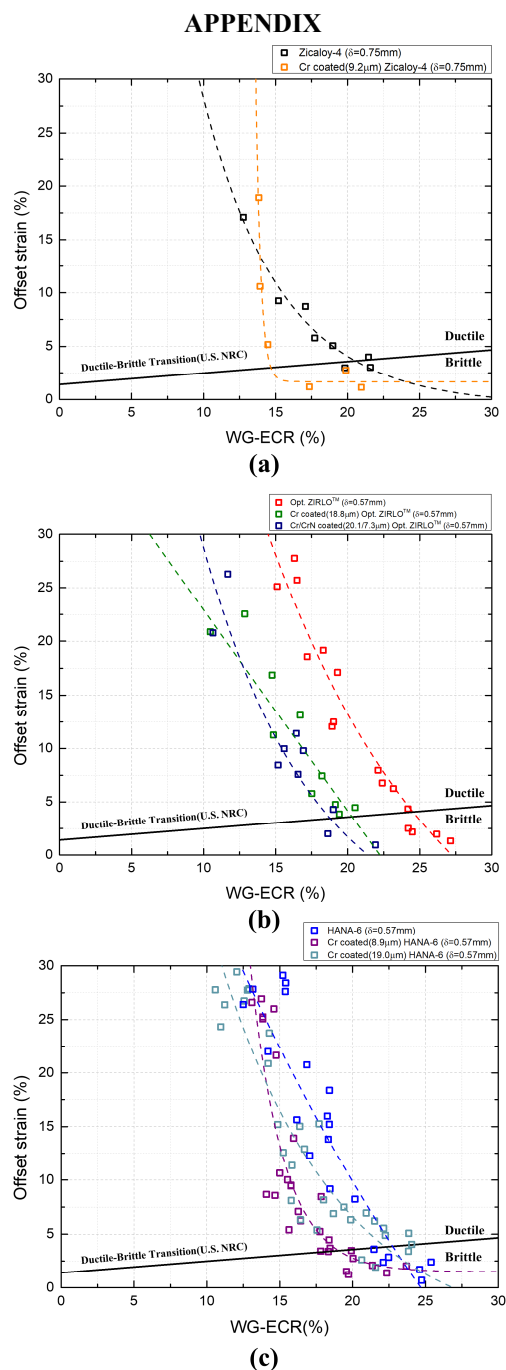 APPENDIX
Zicaloy-4 (δ=0.75mm)
Cr coated(9.2μm) Zicaloy-4 (δ=0.75mm)
30
25
20
15
10
5
0
Offset strain (%)
Ductile-Brittle Transition(U.S. NRC)
Ductile
Brittle
0 5 10 15 20 25 30
WG-ECR (%)
(a)
Opt. ZIRLO™ (δ=0.57mm)
Cr coated(18.8μm) Opt. ZIRLO™ (δ=0.57mm)
Cr/CrN coated(20.1/7.3μm) Opt. ZIRLO™ (δ=0.57mm)
30
25
20
15
10
5
0
Offset strain (%)
Ductile-Brittle Transition(U.S. NRC)
Ductile
Brittle
0 5 10 15 20 25 30
WG-ECR (%)
(b)
HANA-6 (δ=0.57mm)
Cr coated(8.9μm) HANA-6 (δ=0.57mm)
Cr coated(19.0μm) HANA-6 (δ=0.57mm)
30
25
20
15
10
5
0
Offset strain (%)
Ductile-Brittle Transition(U.S. NRC)
Ductile
Brittle
0 5 10 15 20 25 30
WG-ECR(%)
(c)